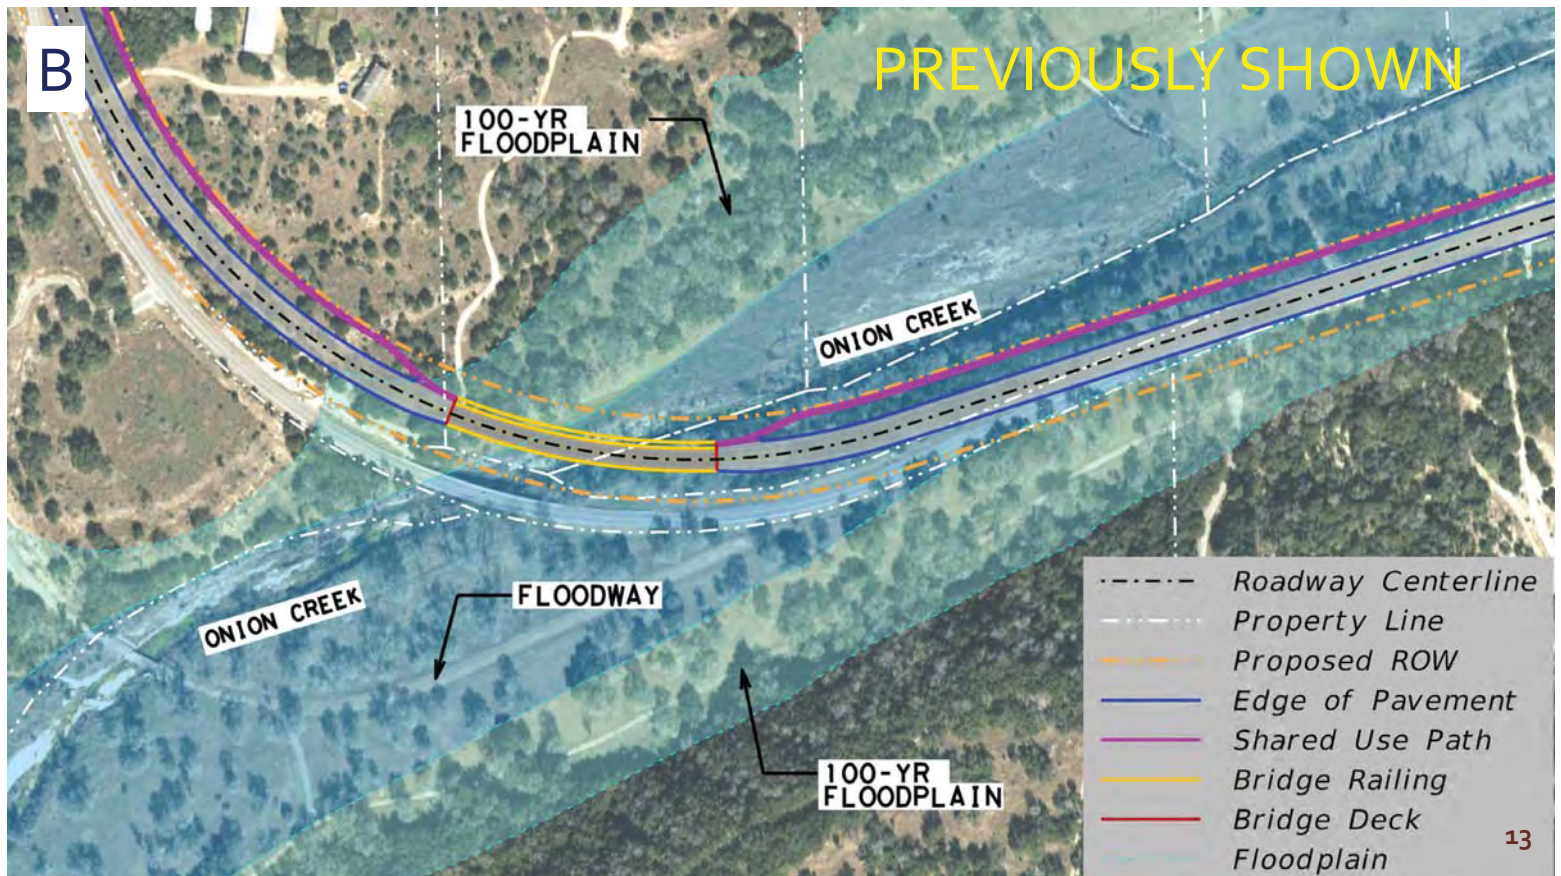 B
PREVIOUSLY SHOWN
100-YR
FLOODPLAIN
ONION CREEK
ONION CREEK
FLOODWAY
100-YR
FLOODPLAIN
Roadway Centerline
Property Line
Proposed ROW
Edge of Pavement
Shared Use Path
Bridge Railing
Bridge Deck
Floodplain
13